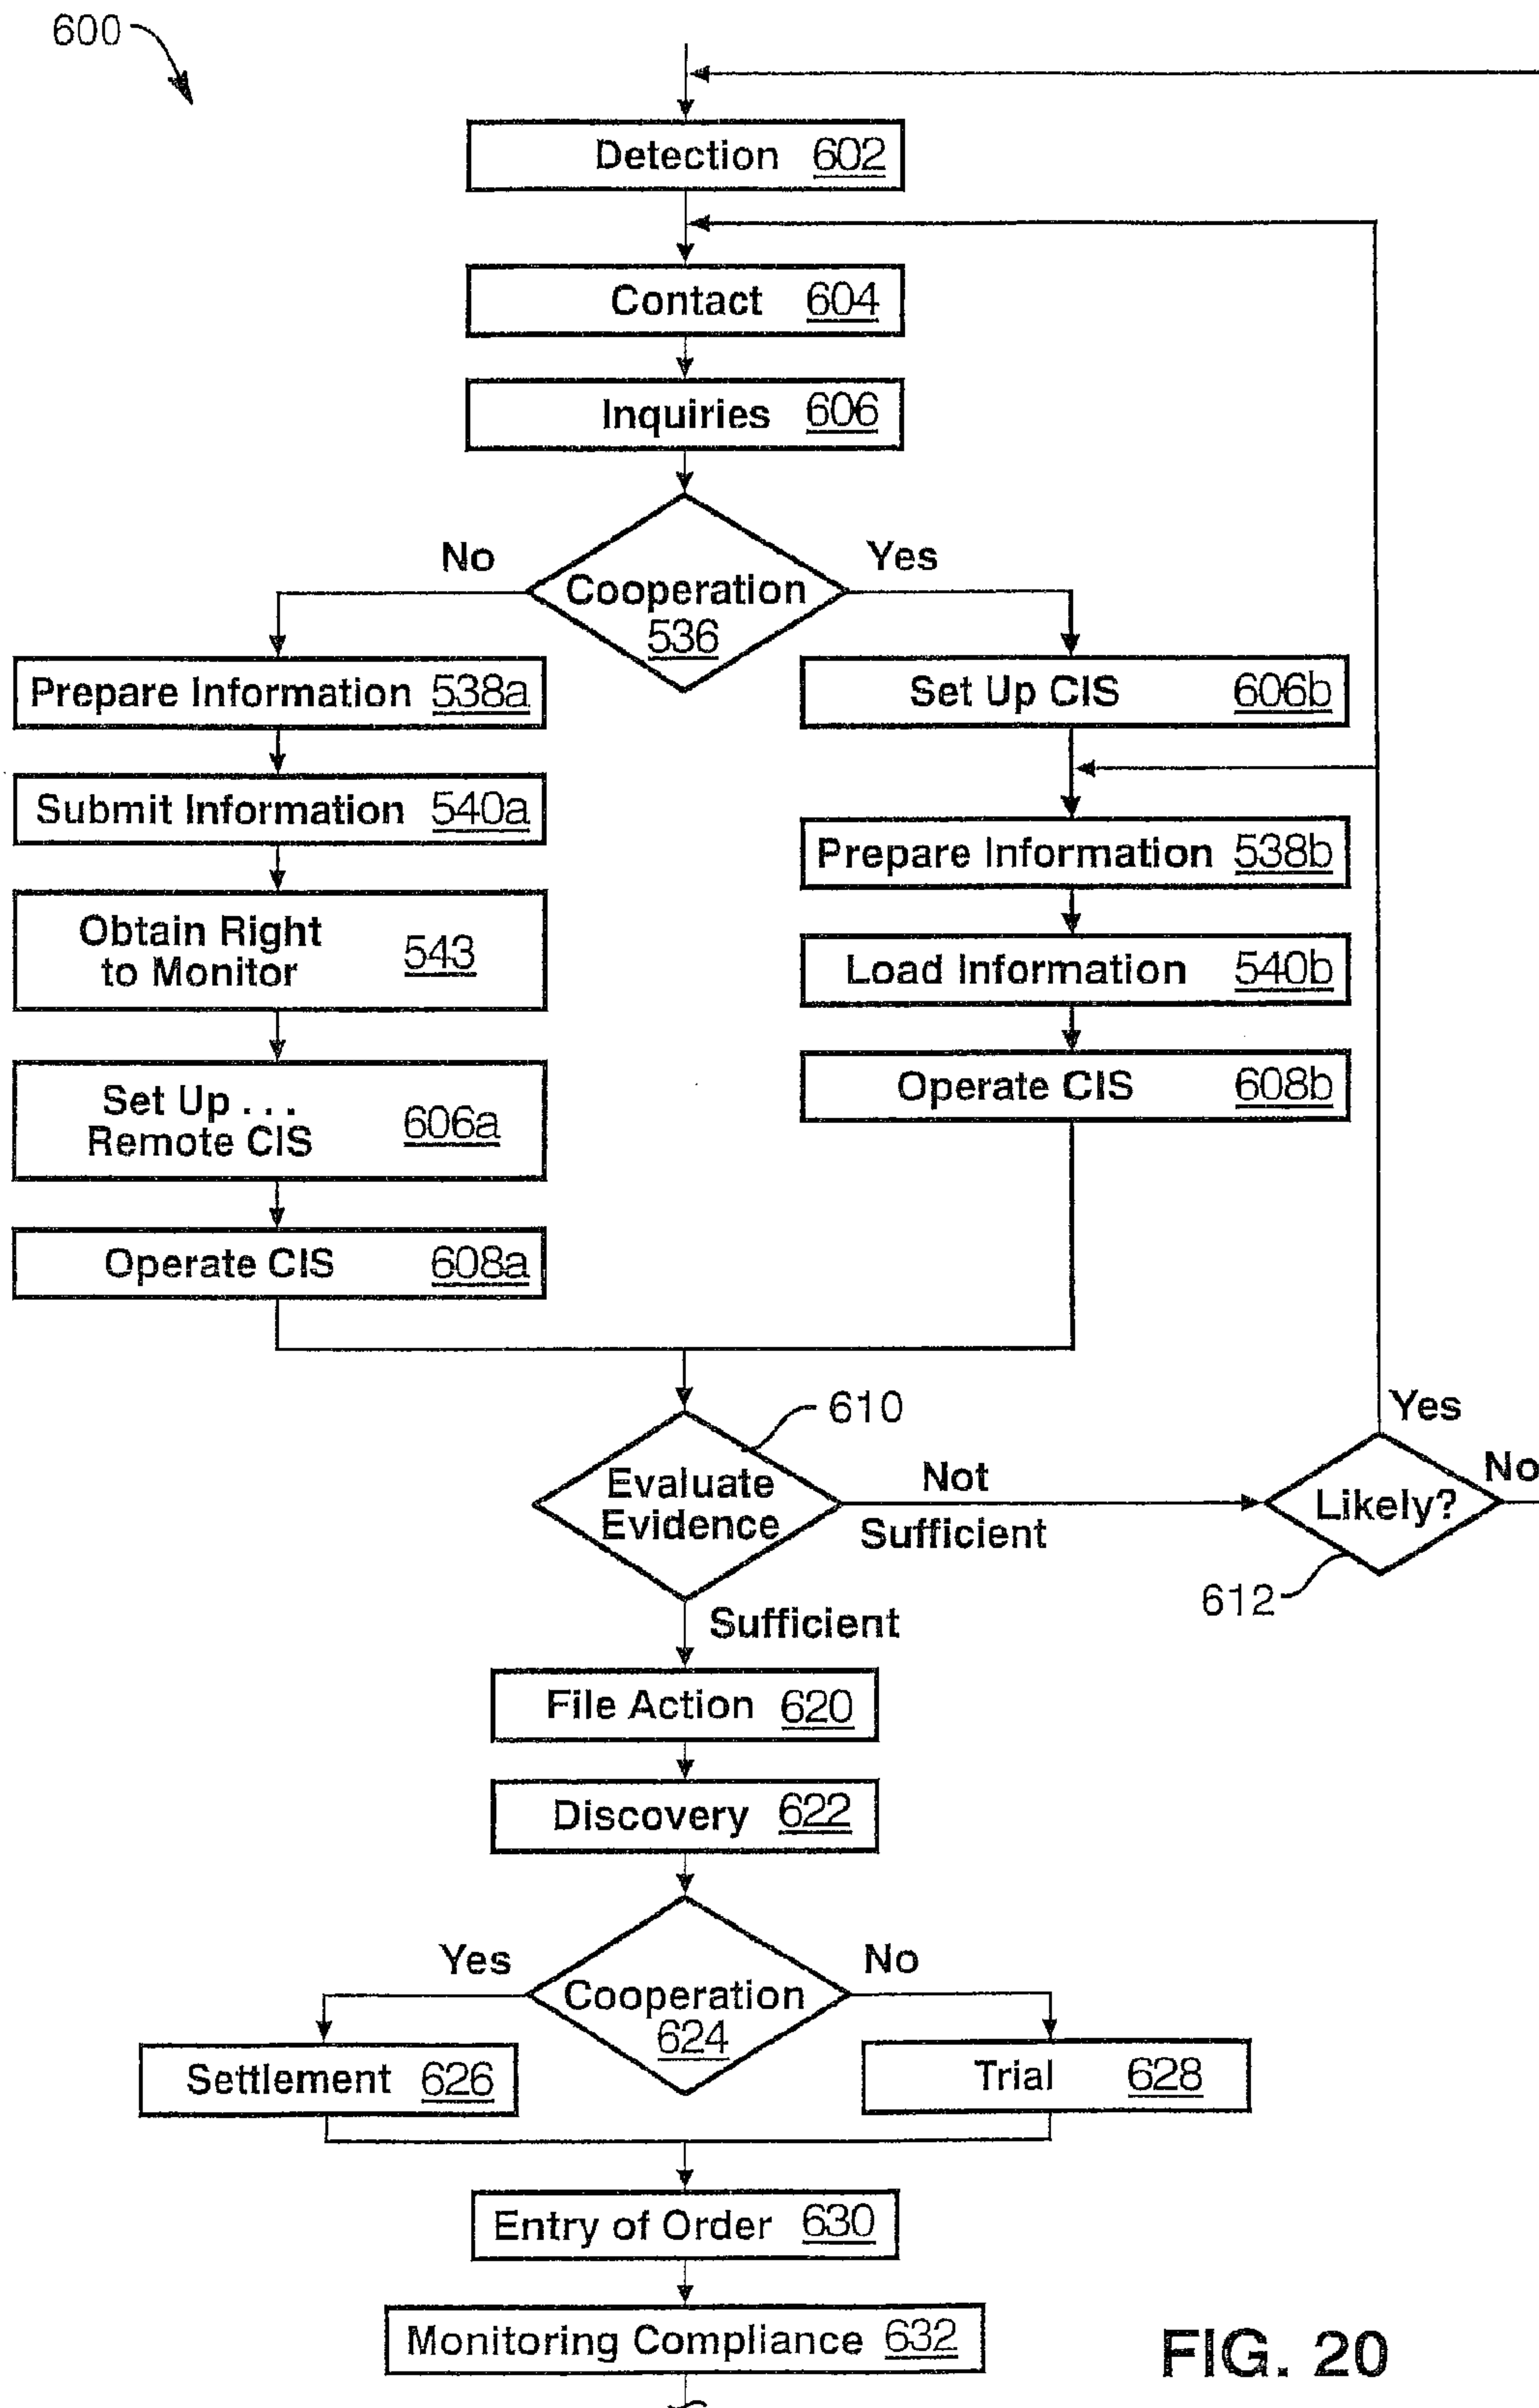 600
Detection 602
Contact 604
Inquiries 606
No
Yes
Cooperation
536
Prepare Information 538a
Set Up CIS 606b
Submit Information 540a
Prepare Information 538b
Obtain Right
to Monitor 543
Load Information 540b
Set Up . . .
Remote CIS 606a
Operate CIS 608b
Operate CIS 608a
610
Yes
Evaluate
Evidence
Not
Sufficient
Likely?
No
612
Sufficient
File Action 620
Discovery 622
Yes
No
Cooperation
624
Settlement 626
Trial 628
Entry of Order 630
Monitoring Compliance 632
FIG. 20